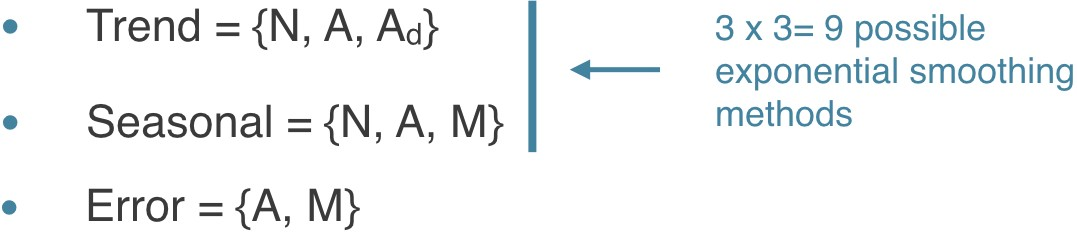 • Trend = {N, A, Ad}
• Seasonal = {N, A, M}
• Error = {A, M}
3 x 3= 9 possible
exponential smoothing
methods